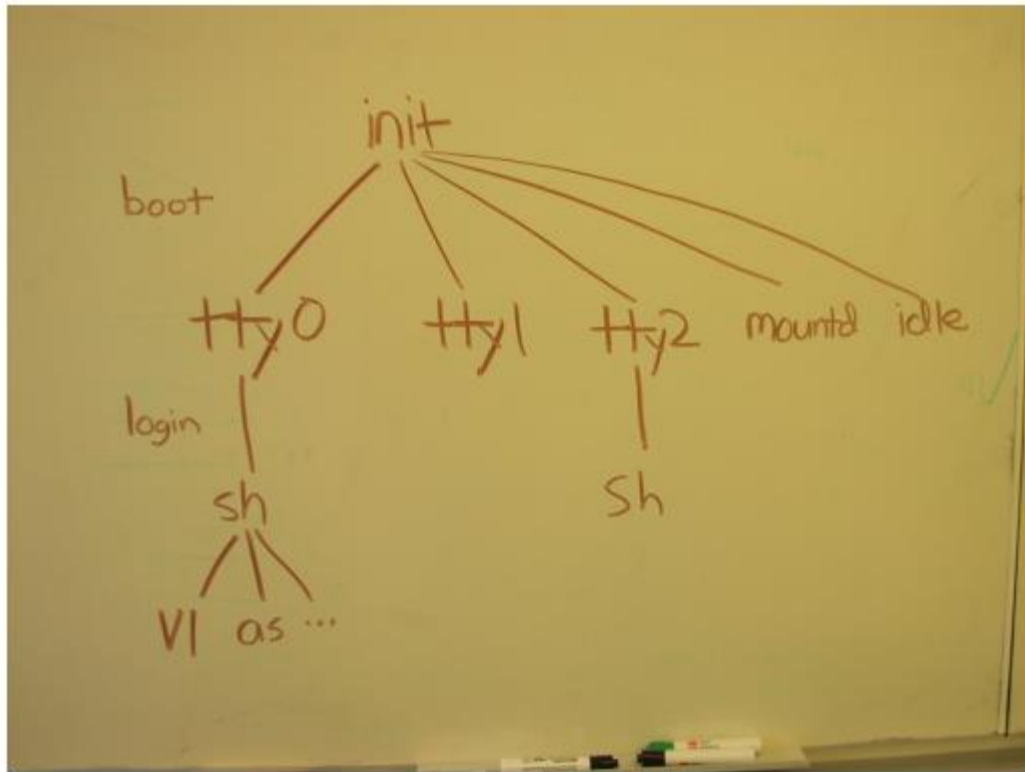 init
boot
tty0 tty1 tty2 mountd idle
login
sh Sh
VI as ...